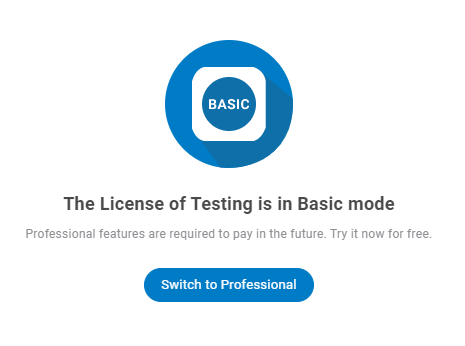 BASIC
The License of Testing is in Basic mode
Professional features are required to pay in the future. Try it now for free.
Switch to Professional